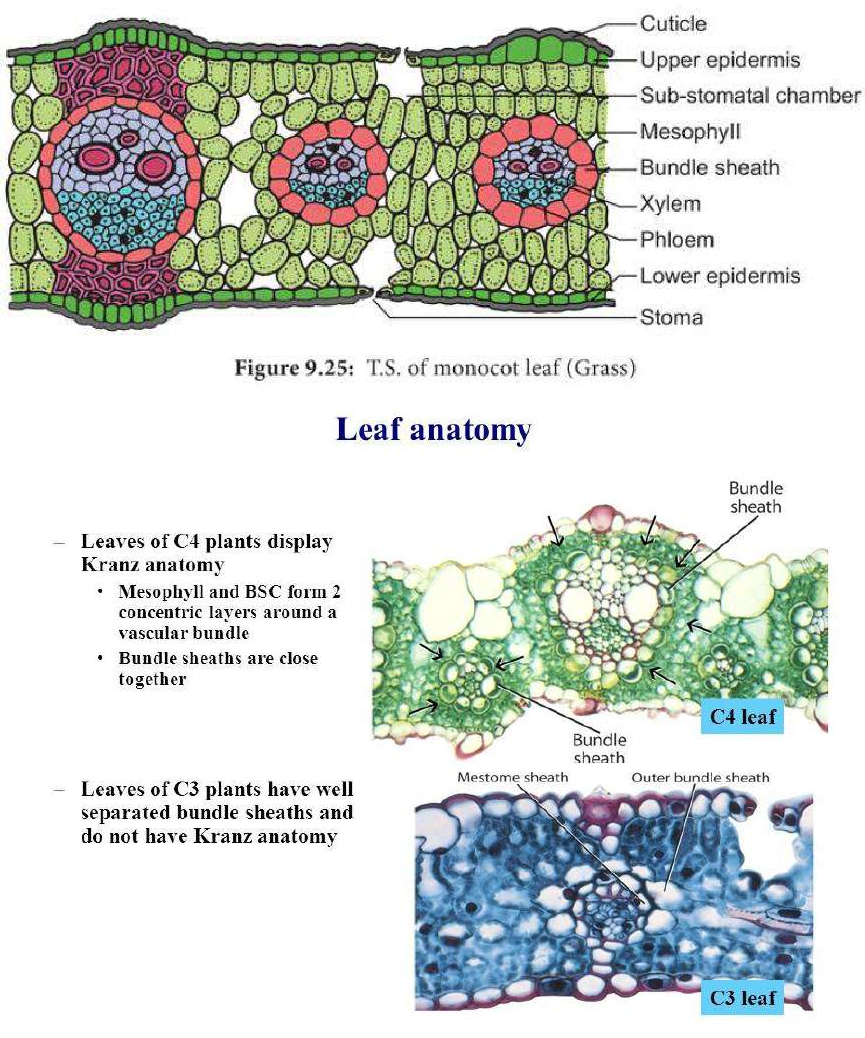 Cuticle
Upper epidermis
Sub-stomatal chamber
Mesophyll
Bundle sheath
Xylem
Phloem
Lower epidermis
Stoma
Figure 9.25: T.S. of monocot leaf (Grass)
Leaf anatomy
– Leaves of C4 plants display
Kranz anatomy
• Mesophyll and BSC form 2
concentric layers around a
vascular bundle
• Bundle sheaths are close
together
Bundle
sheath
C4 leaf
Bundle
sheath
– Leaves of C3 plants have well
separated bundle sheaths and
do not have Kranz anatomy
Mestome sheath
Outer bundle sheath
C3 leaf